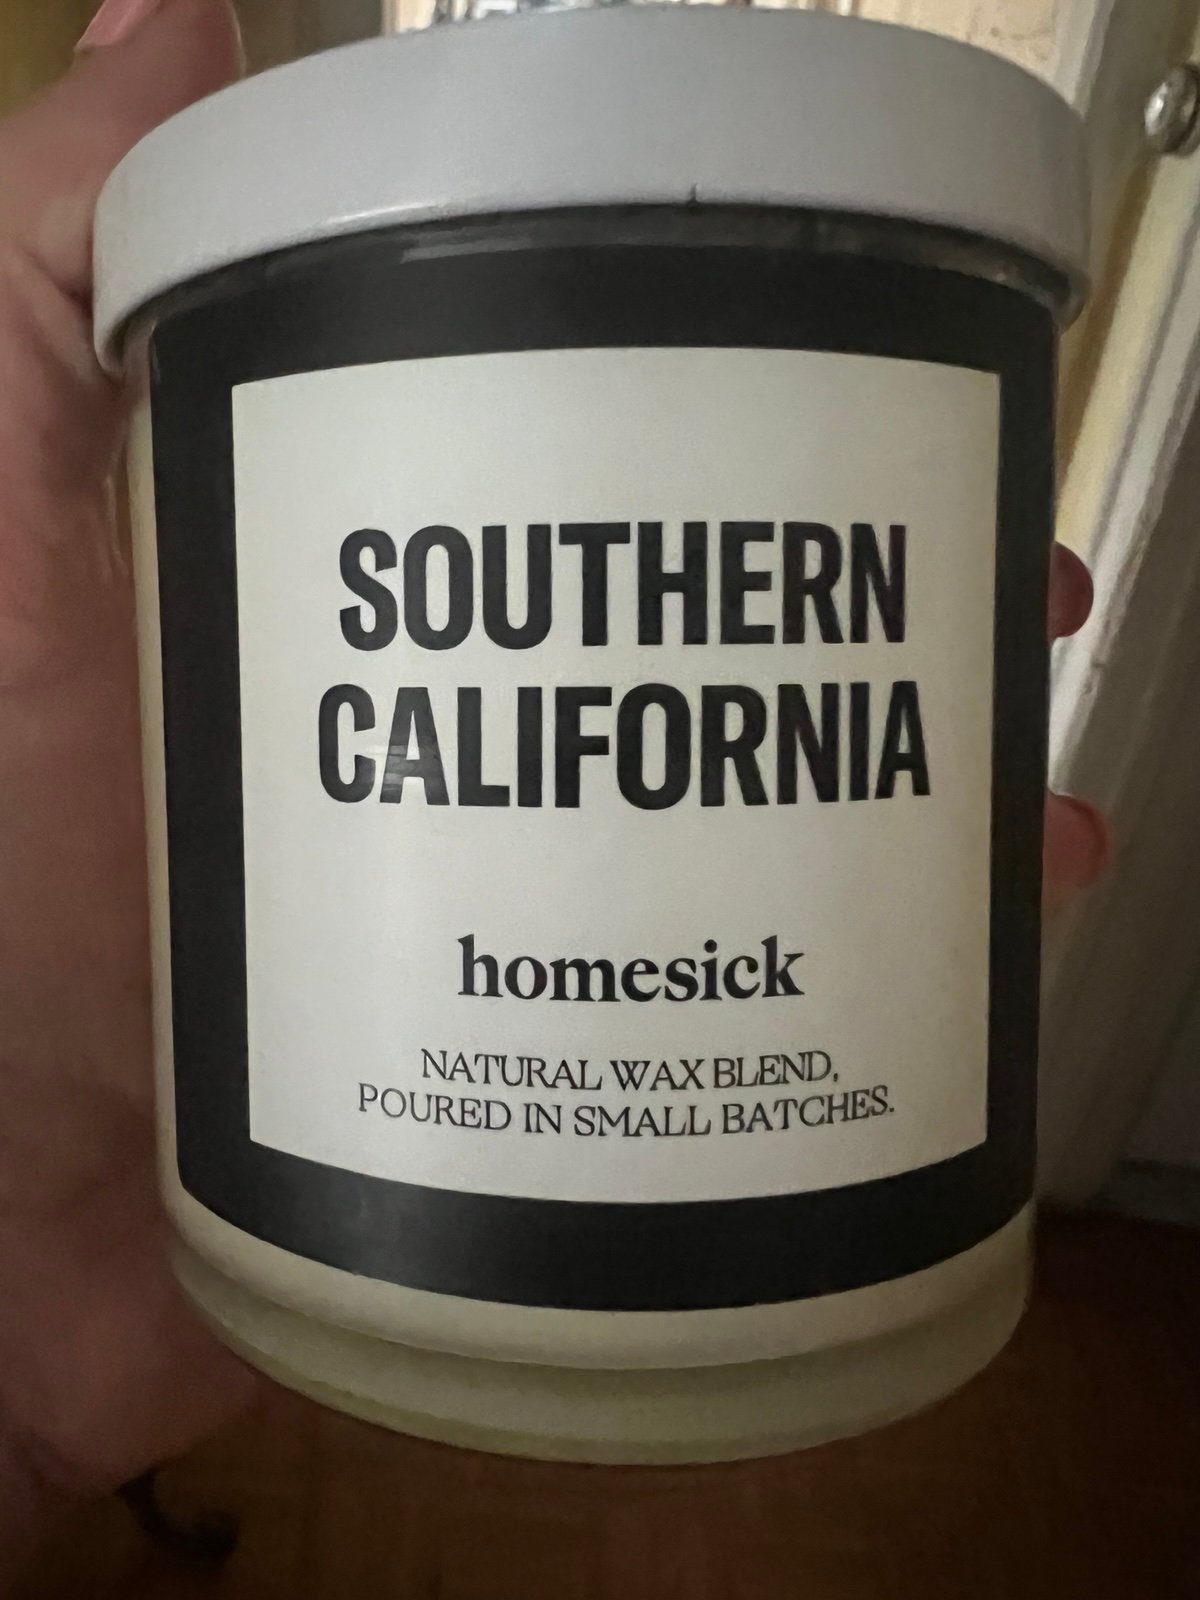 SOUTHERN
CALIFORNIA
homesick
NATURAL WAX BLEND,
POURED IN SMALL BATCHES.